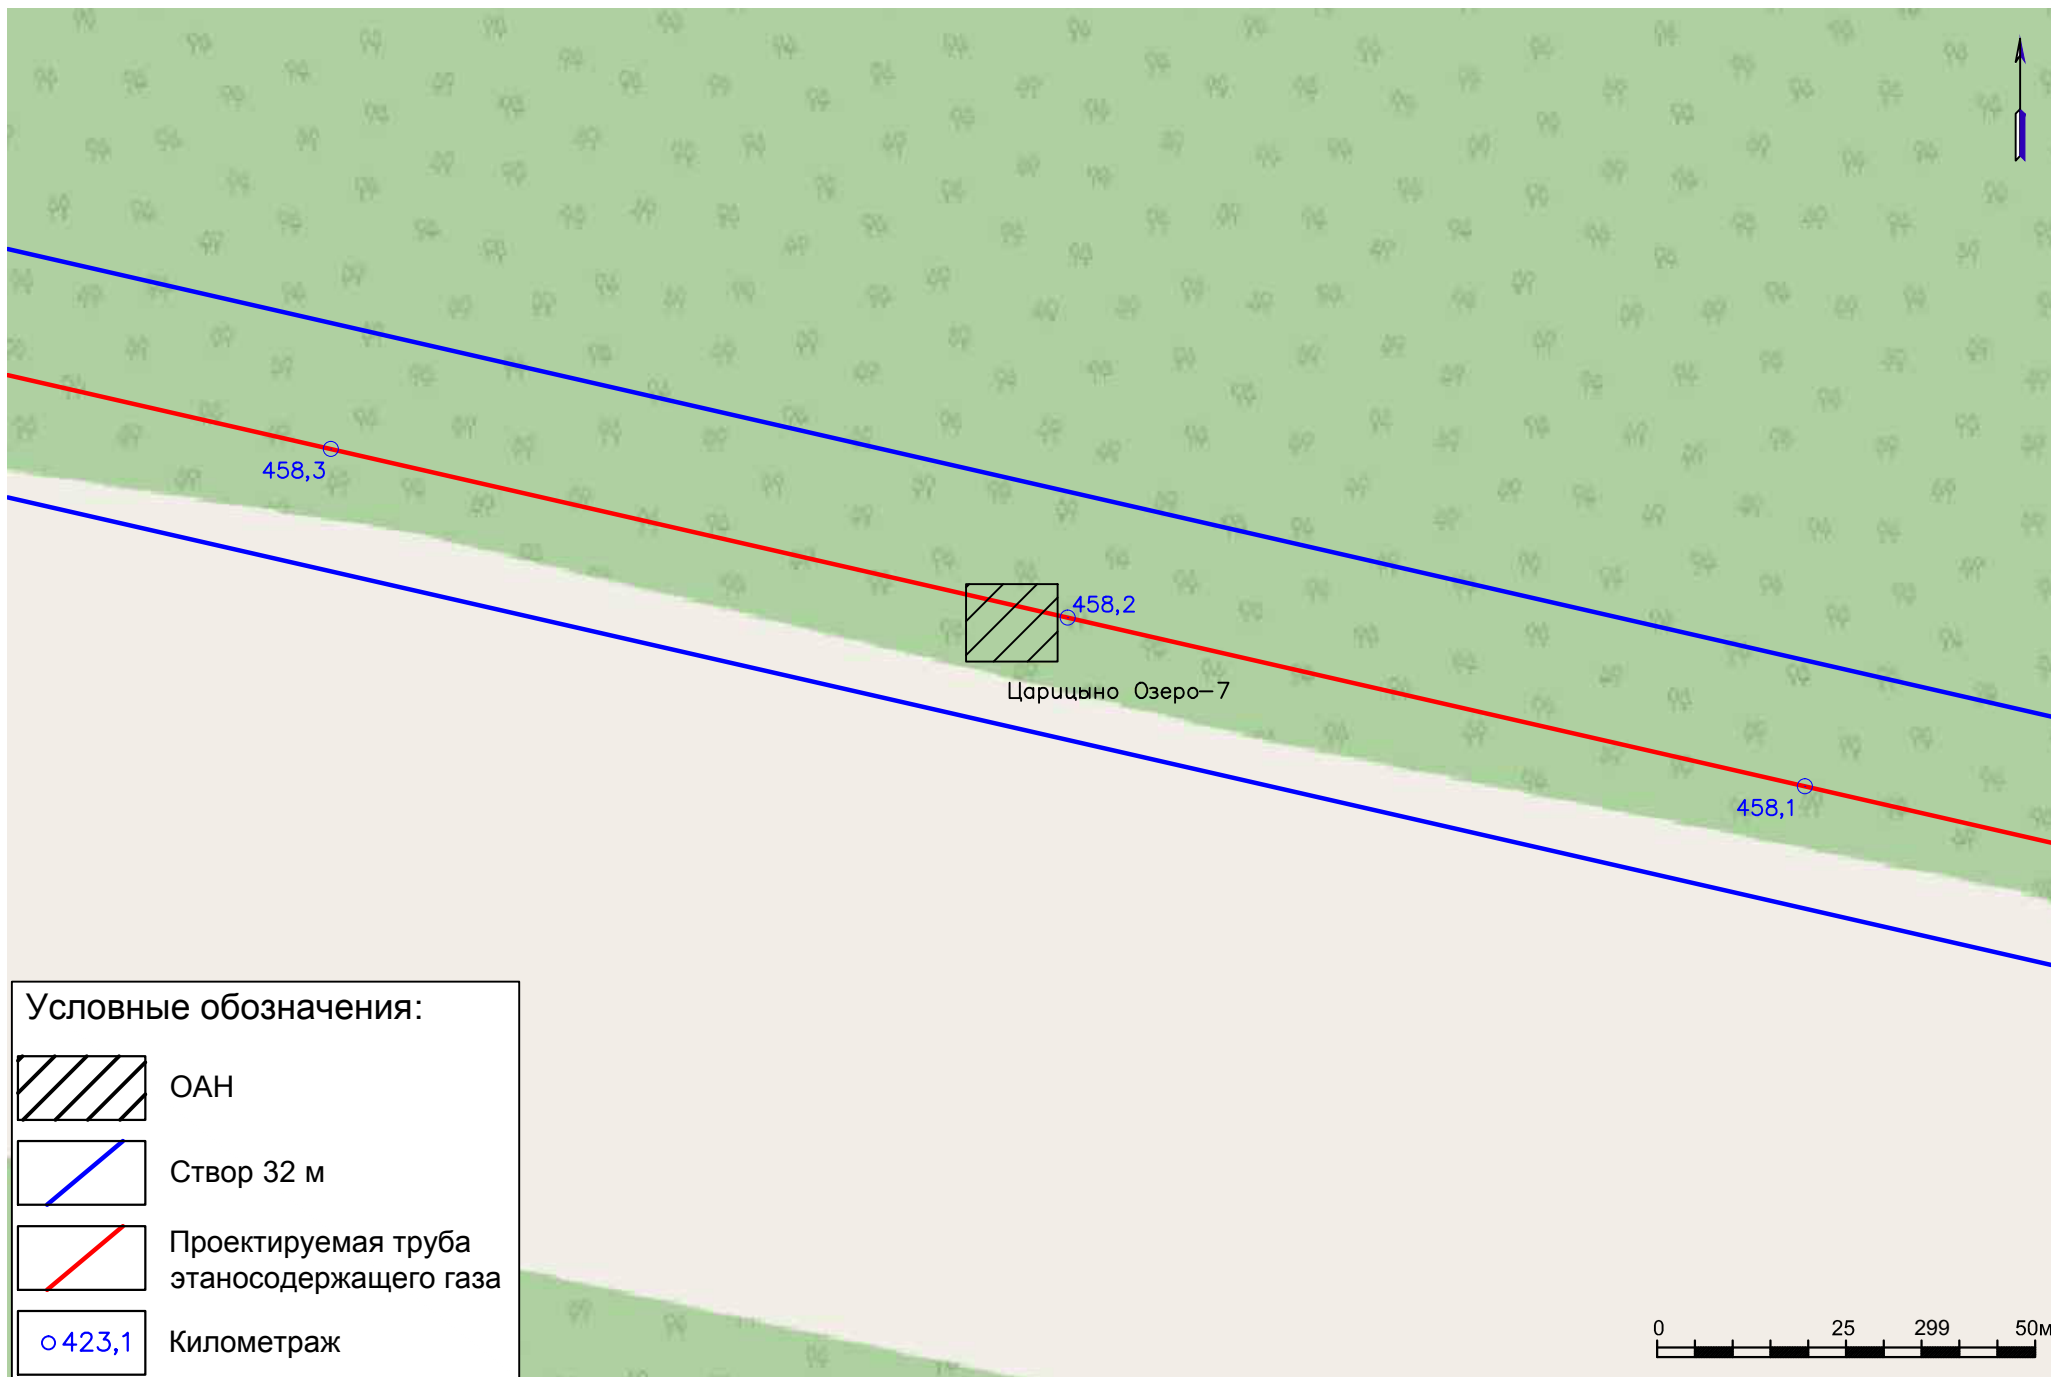 458,3
458,2
Царицыно Озеро-7
458,1
Условные обозначения:
ОАН
Створ 32 м
Проектируемая труба
этаносодержащего газа
423,1 Километраж
0 25 299 50м